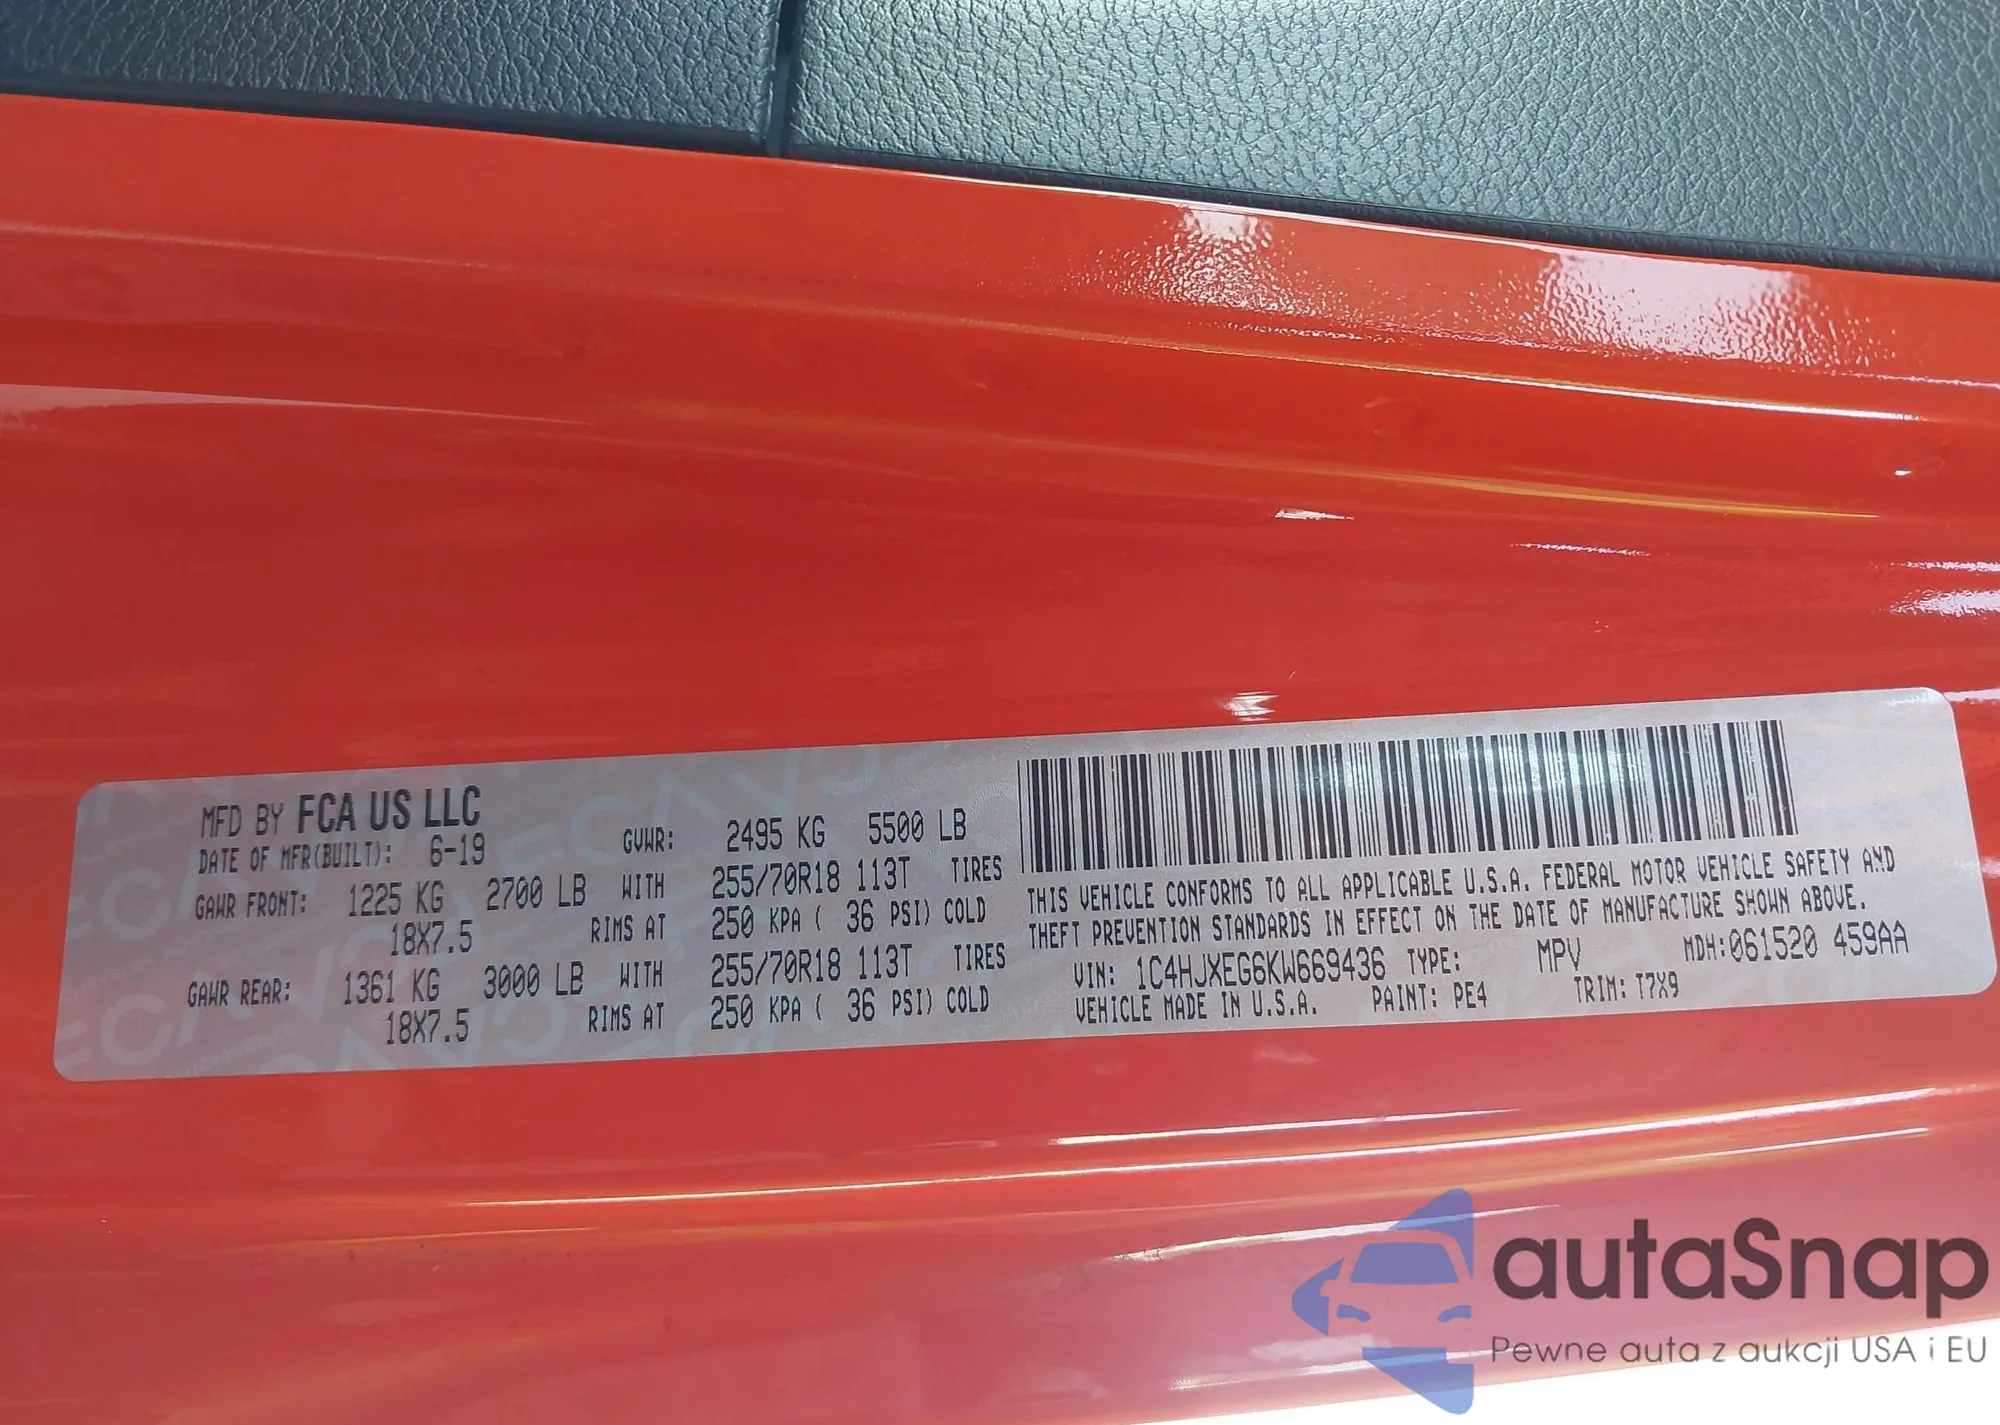 MFD BY FCA US LLC
DATE OF MFR(BUILT): 6-19
GVWR: 2495 KG 5500 LB
GAWR FRONT: 1225 KG 2700 LB WITH 255/70R18 113T TIRES
18X7.5 RIMS AT 250 KPA ( 36 PSI) COLD
GAWR REAR: 1361 KG 3000 LB WITH 255/70R18 113T TIRES
18X7.5 RIMS AT 250 KPA ( 36 PSI) COLD
THIS VEHICLE CONFORMS TO ALL APPLICABLE U.S.A. FEDERAL MOTOR VEHICLE SAFETY AND
THEFT PREVENTION STANDARDS IN EFFECT ON THE DATE OF MANUFACTURE SHOWN ABOVE.
VIN: 1C4HJXEG6KW669436 TYPE: MPV MDH:061520 459AA
VEHICLE MADE IN U.S.A. PAINT: PE4 TRIM: T7X9
autaSnap
Pewne auta z aukcji USA i EU